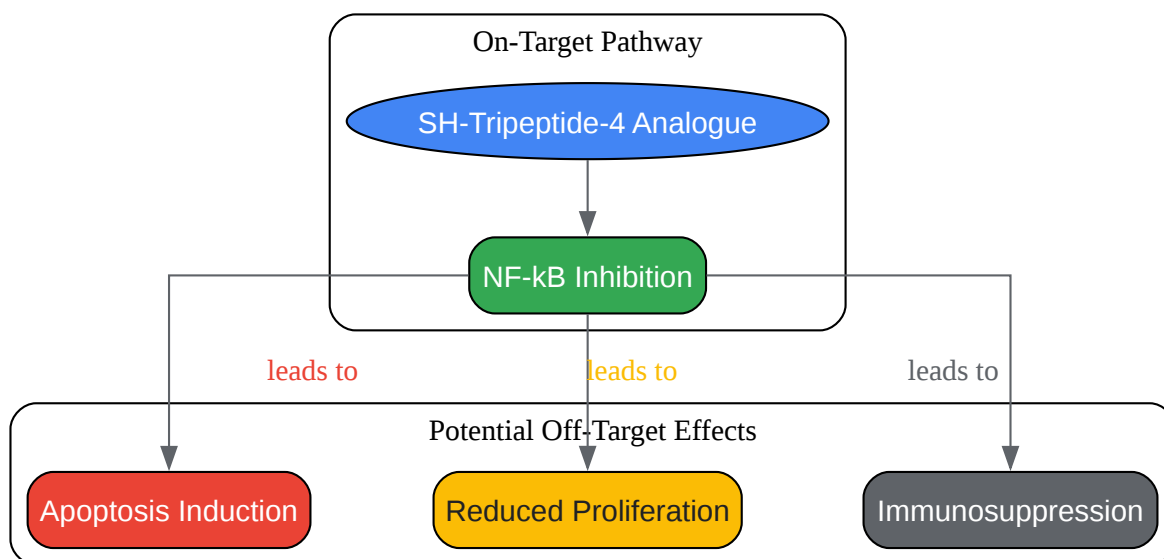 On-Target Pathway
SH-Tripeptide-4 Analogue
NF-kB Inhibition
leads to
leads to
leads to
Potential Off-Target Effects
Apoptosis Induction
Reduced Proliferation
Immunosuppression